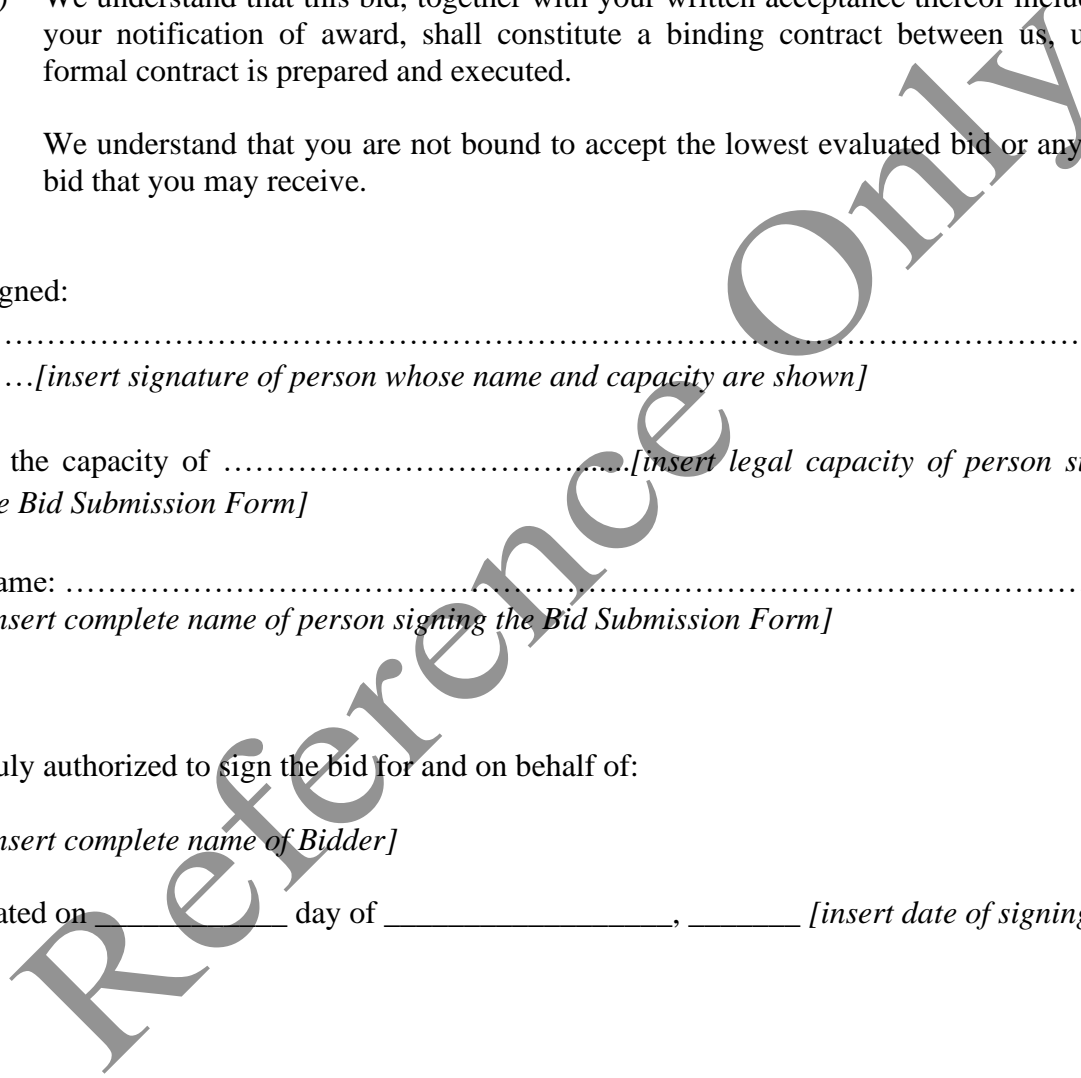 ) We understand that this bid, together with your written acceptance thereof includ
your notification of award, shall constitute a binding contract between us, u
formal contract is prepared and executed.
We understand that you are not bound to accept the lowest evaluated bid or any
bid that you may receive.
gned:
………………………………………………………………………………………………………
…[insert signature of person whose name and capacity are shown]
the capacity of ……………………………………..[insert legal capacity of person si
e Bid Submission Form]
ame: ……………………………………………………………………………………………
nsert complete name of person signing the Bid Submission Form]
uly authorized to sign the bid for and on behalf of:
nsert complete name of Bidder]
ated on ____________ day of __________________, _______ [insert date of signing
Reference Only